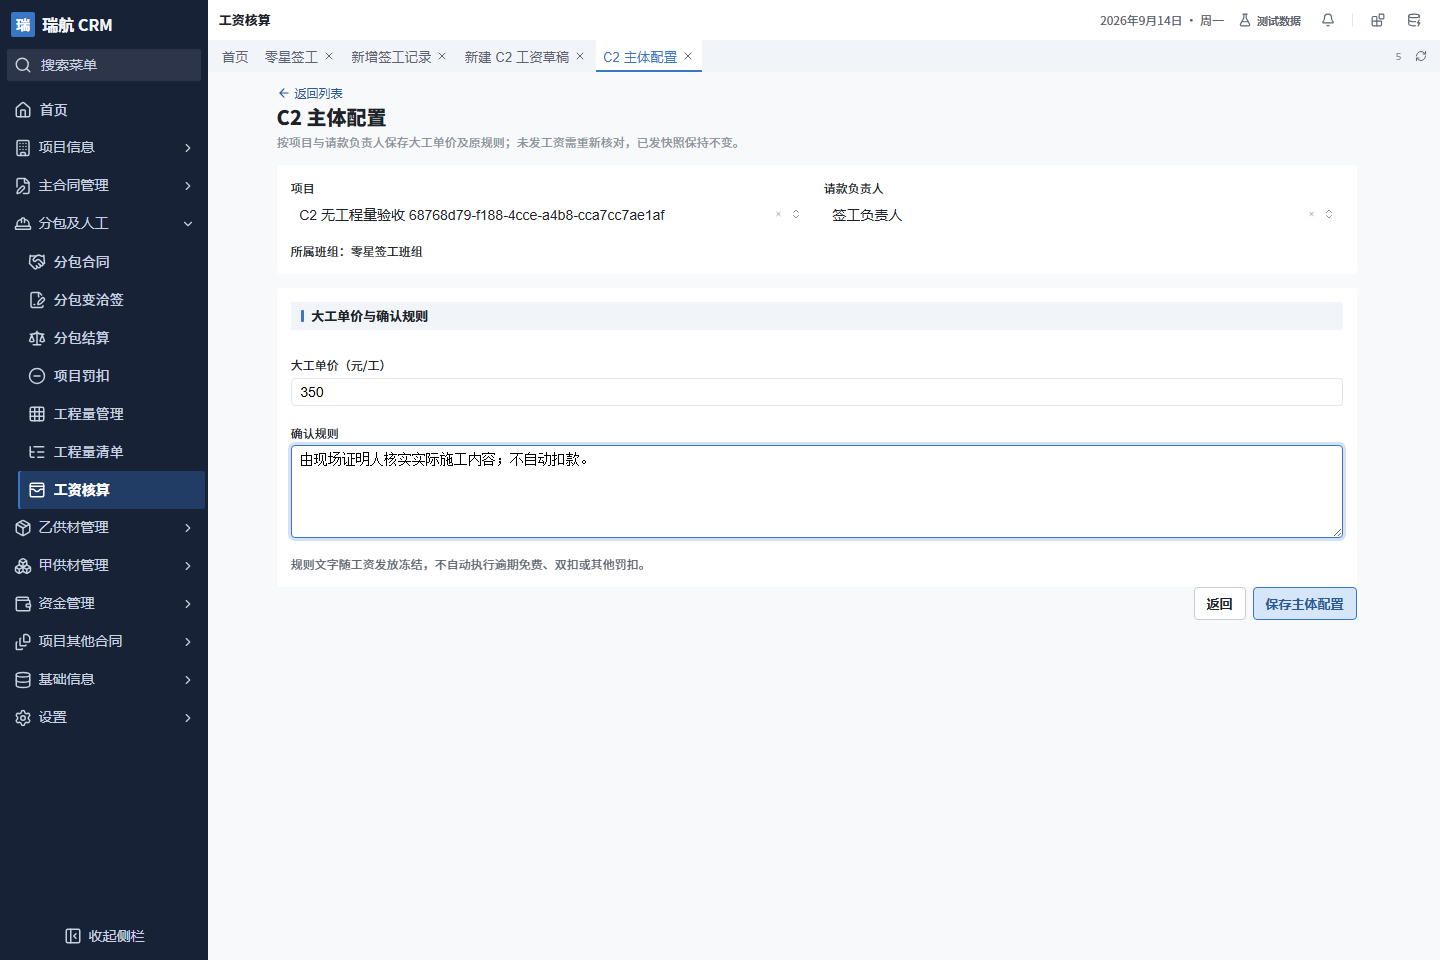 瑞 瑞航 CRM
搜索菜单
首页
项目信息
主合同管理
分包及人工
分包合同
分包变洽签
分包结算
项目罚扣
工程量管理
工程量清单
工资核算
乙供材管理
甲供材管理
资金管理
项目其他合同
基础信息
设置
收起侧栏
工资核算
2026年9月14日 • 周一 测试数据
首页 零星签工 × 新增签工记录 × 新建 C2 工资草稿 × C2 主体配置 × 5
← 返回列表
C2 主体配置
按项目与请款负责人保存大工单价及原规则；未发工资需重新核对，已发快照保持不变。
项目 请款负责人
C2 无工程量验收 68768d79-f188-4cce-a4b8-cca7cc7ae1af × 签工负责人 ×
所属班组：零星签工班组
大工单价与确认规则
大工单价（元/工）
350
确认规则
由现场证明人核实实际施工内容；不自动扣款。
规则文字随工资发放冻结，不自动执行逾期免费、双扣或其他罚扣。
返回 保存主体配置